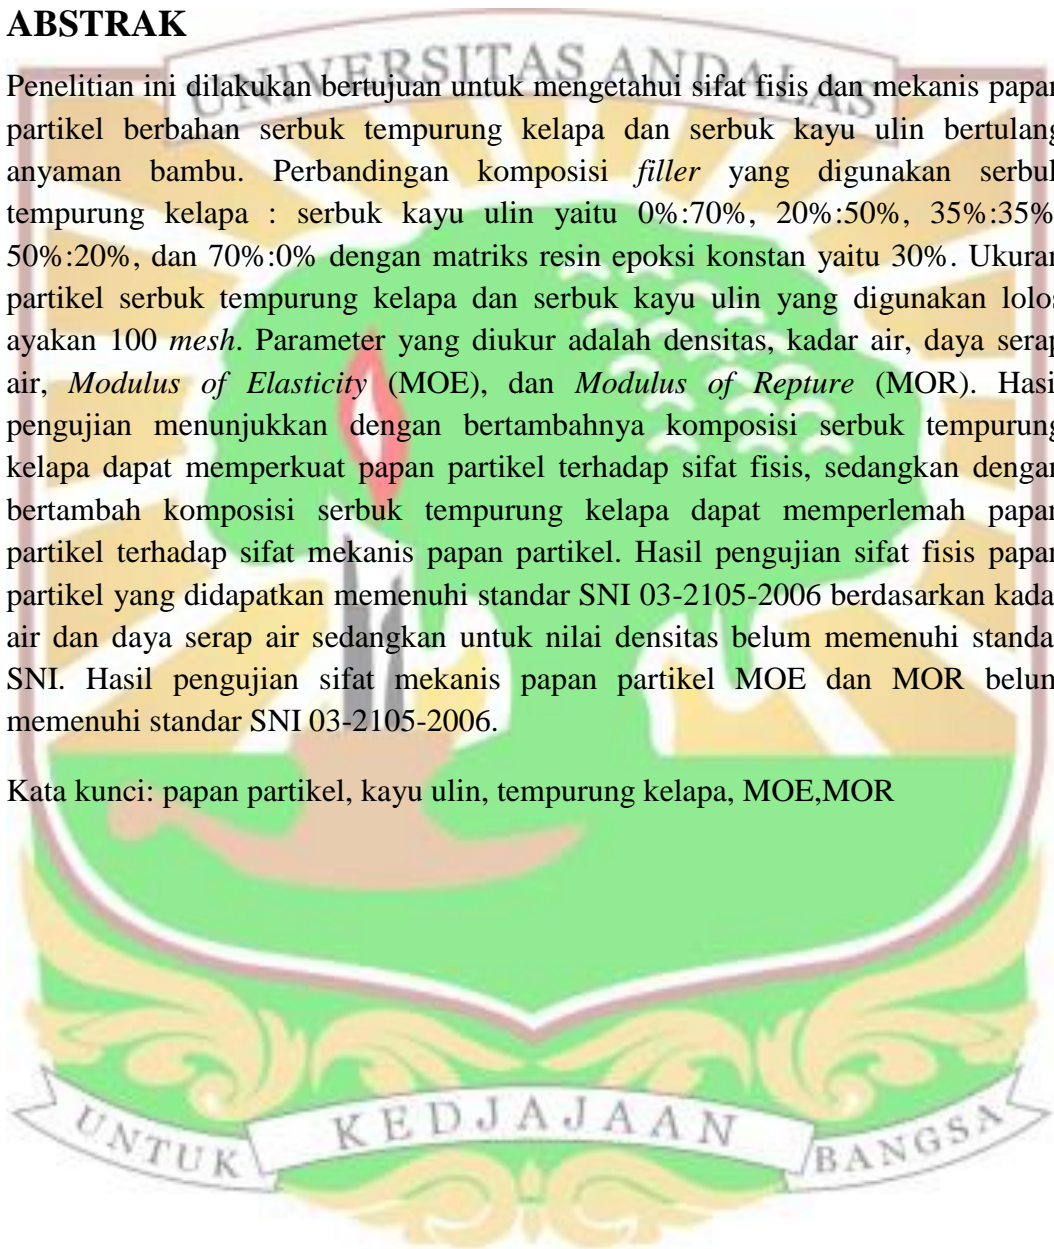 ABSTRAK
UNIVERSITAS ANDALAS
Penelitian ini dilakukan bertujuan untuk mengetahui sifat fisis dan mekanis papan
partikel berbahan serbuk tempurung kelapa dan serbuk kayu ulin bertulang
anyaman bambu. Perbandingan komposisi filler yang digunakan serbuk
tempurung kelapa : serbuk kayu ulin yaitu 0%:70%, 20%:50%, 35%:35%
50%:20%, dan 70%:0% dengan matriks resin epoksi konstan yaitu 30%. Ukuran
partikel serbuk tempurung kelapa dan serbuk kayu ulin yang digunakan lolos
ayakan 100 mesh. Parameter yang diukur adalah densitas, kadar air, daya serap
air, Modulus of Elasticity (MOE), dan Modulus of Repture (MOR). Hasi
pengujian menunjukkan dengan bertambahnya komposisi serbuk tempurung
kelapa dapat memperkuat papan partikel terhadap sifat fisis, sedangkan dengan
bertambah komposisi serbuk tempurung kelapa dapat memperlemah papan
partikel terhadap sifat mekanis papan partikel. Hasil pengujian sifat fisis papan
partikel yang didapatkan memenuhi standar SNI 03-2105-2006 berdasarkan kada
air dan daya serap air sedangkan untuk nilai densitas belum memenuhi standa
SNI. Hasil pengujian sifat mekanis papan partikel MOE dan MOR belum
memenuhi standar SNI 03-2105-2006.
Kata kunci: papan partikel, kayu ulin, tempurung kelapa, MOE,MOR
UNTUK KEDJAJAAN BANGSA